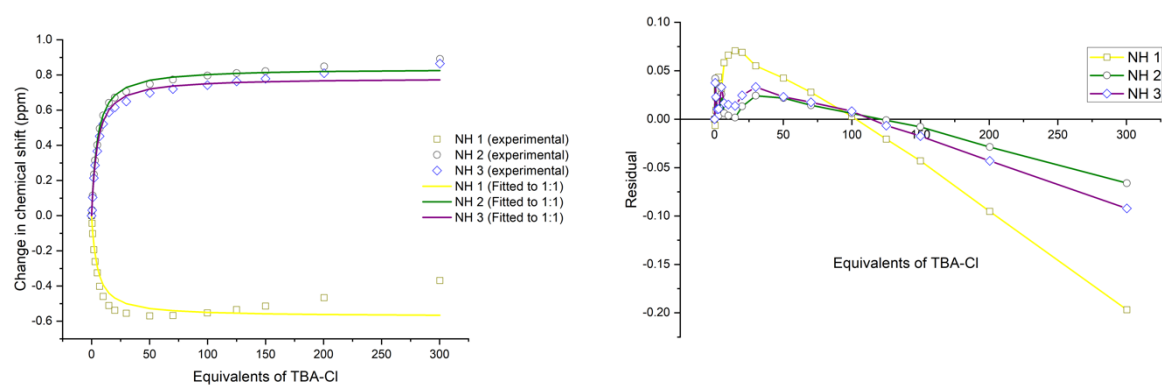 1.0
0.8
0.6
0.4
0.2
0.0
-0.2
-0.4
-0.6
Change in chemical shift (ppm)
0 50 100 150 200 250 300
Equivalents of TBA-Cl
NH 1 (experimental)
NH 2 (experimental)
NH 3 (experimental)
NH 1 (Fitted to 1:1)
NH 2 (Fitted to 1:1)
NH 3 (Fitted to 1:1)
0.10
0.05
0.00
-0.05
-0.10
-0.15
-0.20
Residual
0 50 100 150 200 250 300
Equivalents of TBA-Cl
NH 1
NH 2
NH 3